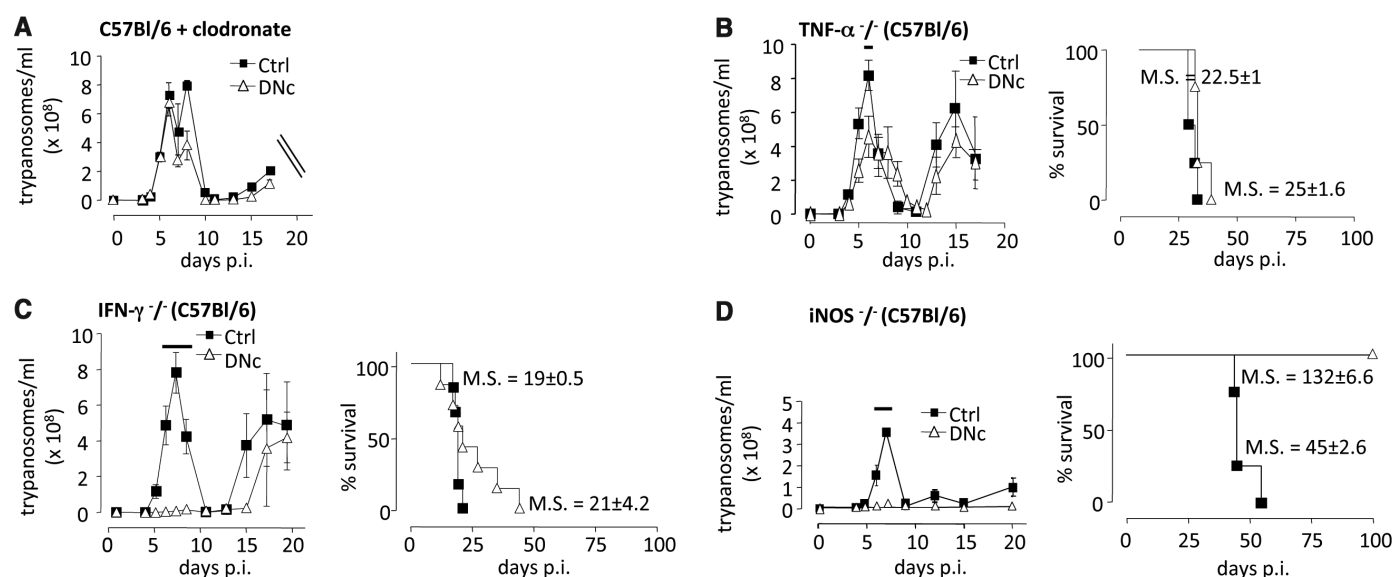 A
C57Bl/6 + clodronate
trypanosomes/ml
(x 10⁸)
10
8
6
4
2
0
Ctrl
DNc
0 5 10 15 20
days p.i.
B
TNF-α -/- (C57Bl/6)
trypanosomes/ml
(x 10⁸)
10
8
6
4
2
0
Ctrl
DNc
0 5 10 15 20
days p.i.
% survival
100
50
0
M.S. = 22.5±1
M.S. = 25±1.6
0 25 50 75 100
days p.i.
C
IFN-γ -/- (C57Bl/6)
trypanosomes/ml
(x 10⁸)
10
8
6
4
2
0
Ctrl
DNc
0 5 10 15 20
days p.i.
% survival
100
50
0
M.S. = 19±0.5
M.S. = 21±4.2
0 25 50 75 100
days p.i.
D
iNOS -/- (C57Bl/6)
trypanosomes/ml
(x 10⁸)
5
4
3
2
1
0
Ctrl
DNc
0 5 10 15 20
days p.i.
% survival
100
50
0
M.S. = 132±6.6
M.S. = 45±2.6
0 25 50 75 100
days p.i.